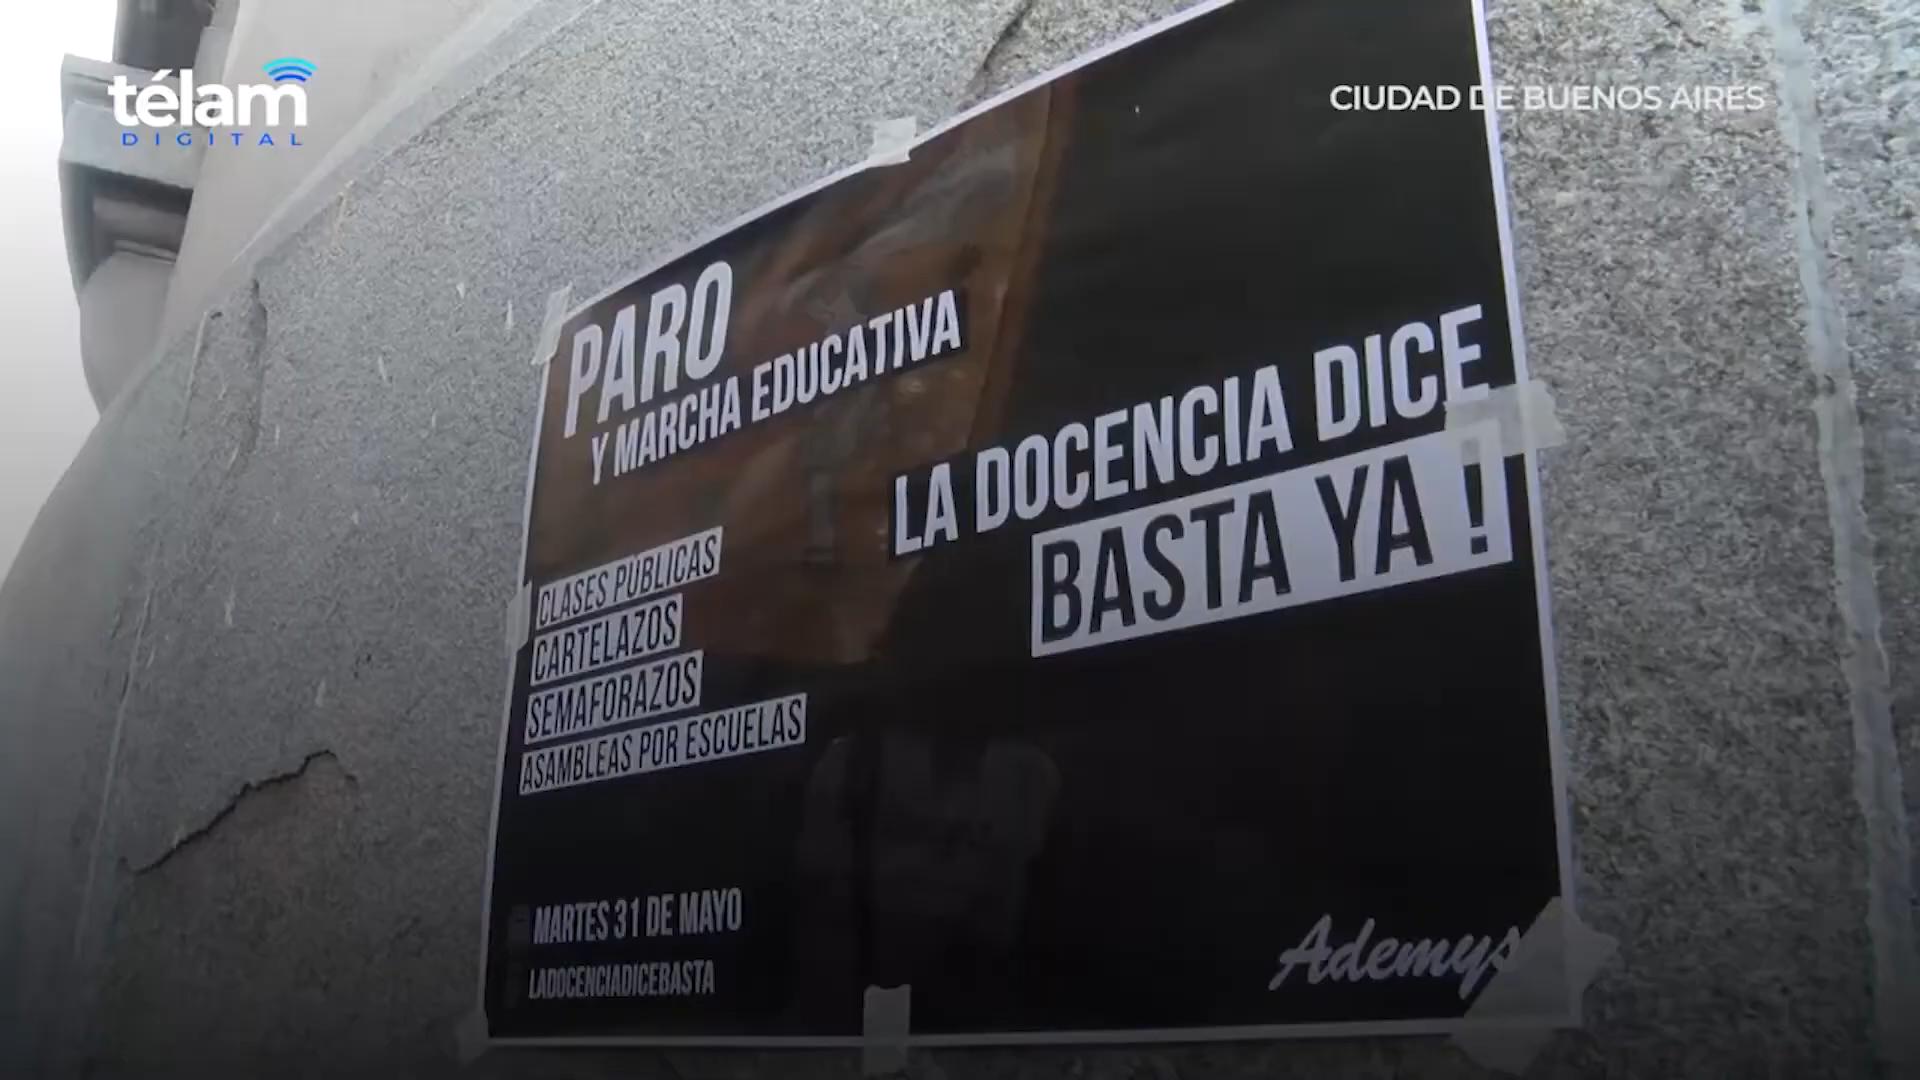 télam
DIGITAL
CIUDAD DE BUENOS AIRES
PARO
Y MARCHA EDUCATIVA
LA DOCENCIA DICE
BASTA YA !
CLASES PÚBLICAS
CARTELAZOS
SEMAFORAZOS
ASAMBLEAS POR ESCUELAS
MARTES 31 DE MAYO
LADOCENCIADICEBASTA
Ademys